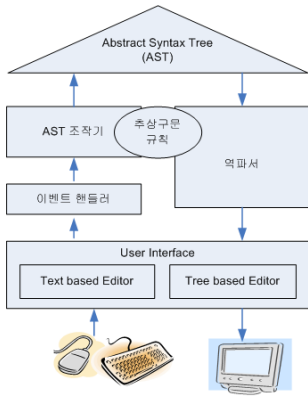 Abstract Syntax Tree
(AST)
AST 조작기
추상구문
규칙
역파서
이벤트 핸들러
User Interface
Text based Editor
Tree based Editor